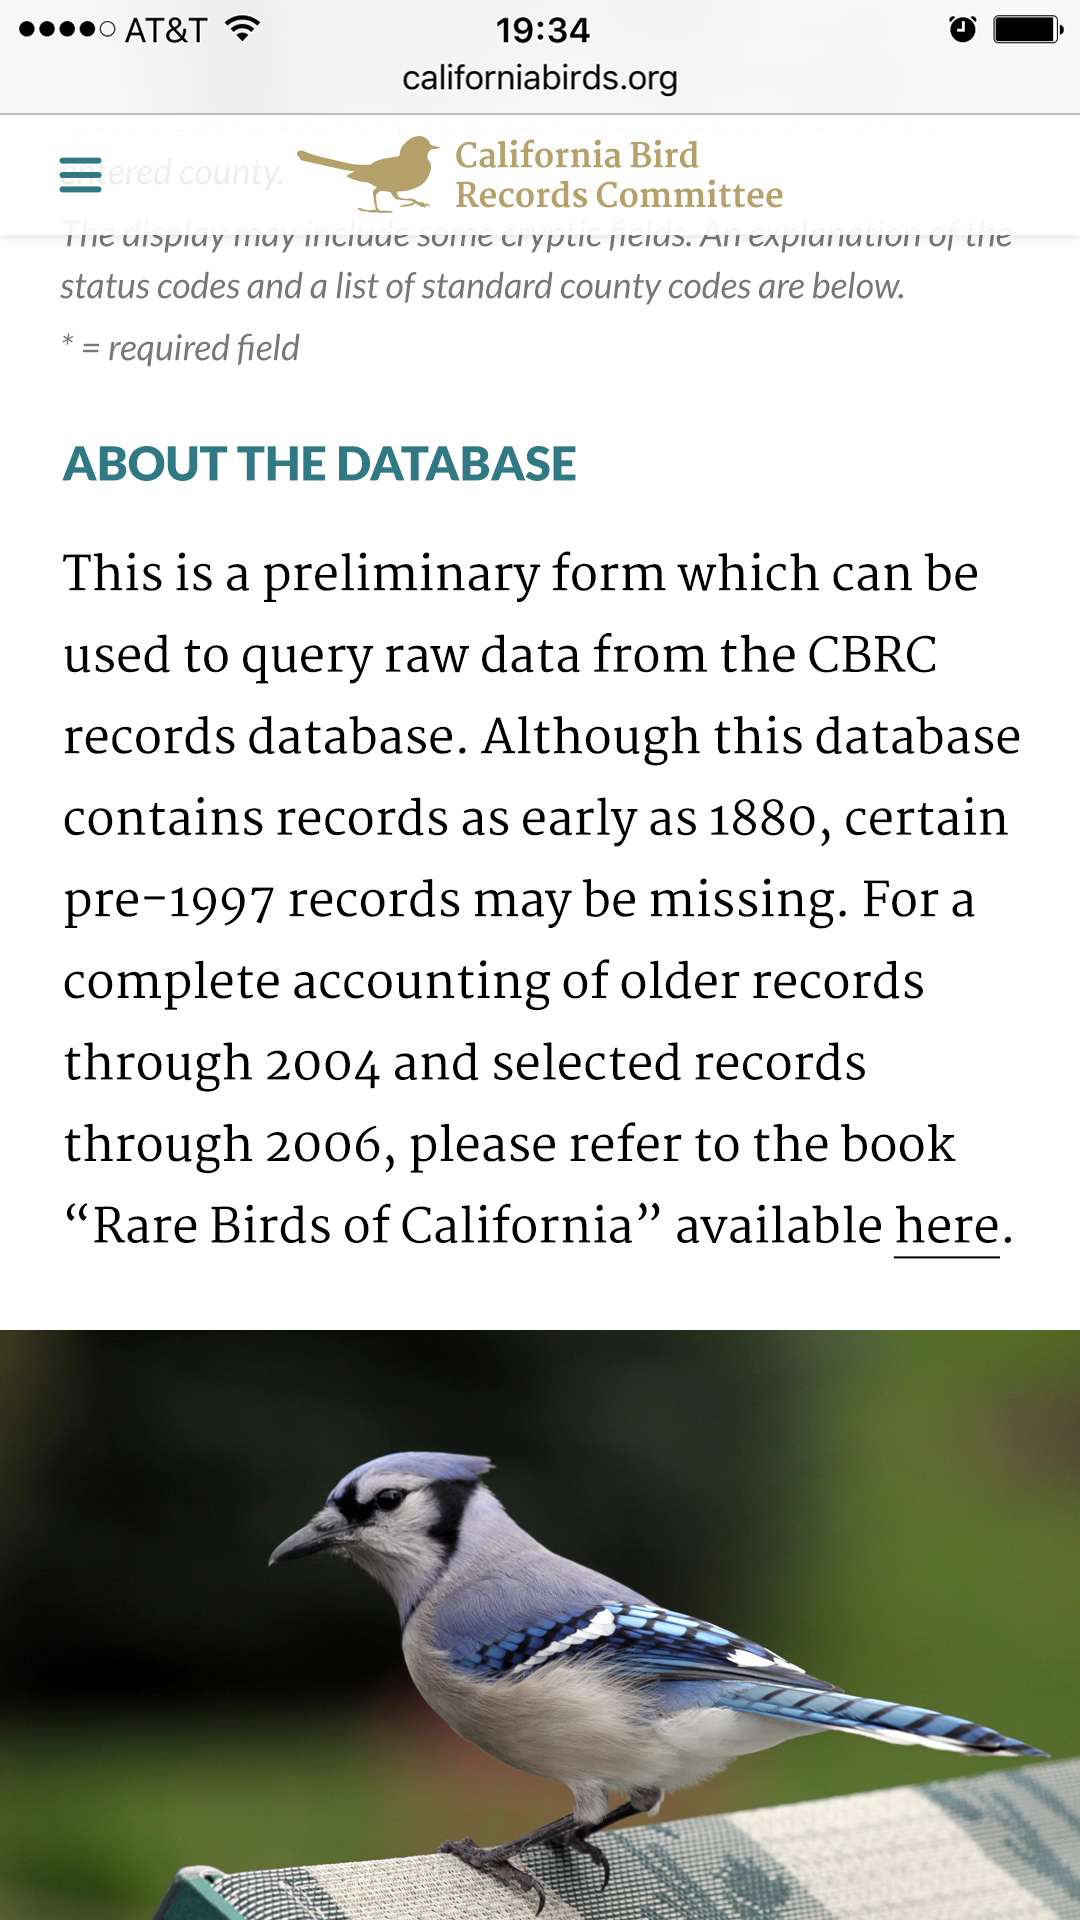 AT&T 19:34
californiabirds.org
entered county.
California Bird
Records Committee
The display may include some cryptic fields. An explanation of the
status codes and a list of standard county codes are below.
* = required field
ABOUT THE DATABASE
This is a preliminary form which can be
used to query raw data from the CBRC
records database. Although this database
contains records as early as 1880, certain
pre-1997 records may be missing. For a
complete accounting of older records
through 2004 and selected records
through 2006, please refer to the book
“Rare Birds of California” available here.